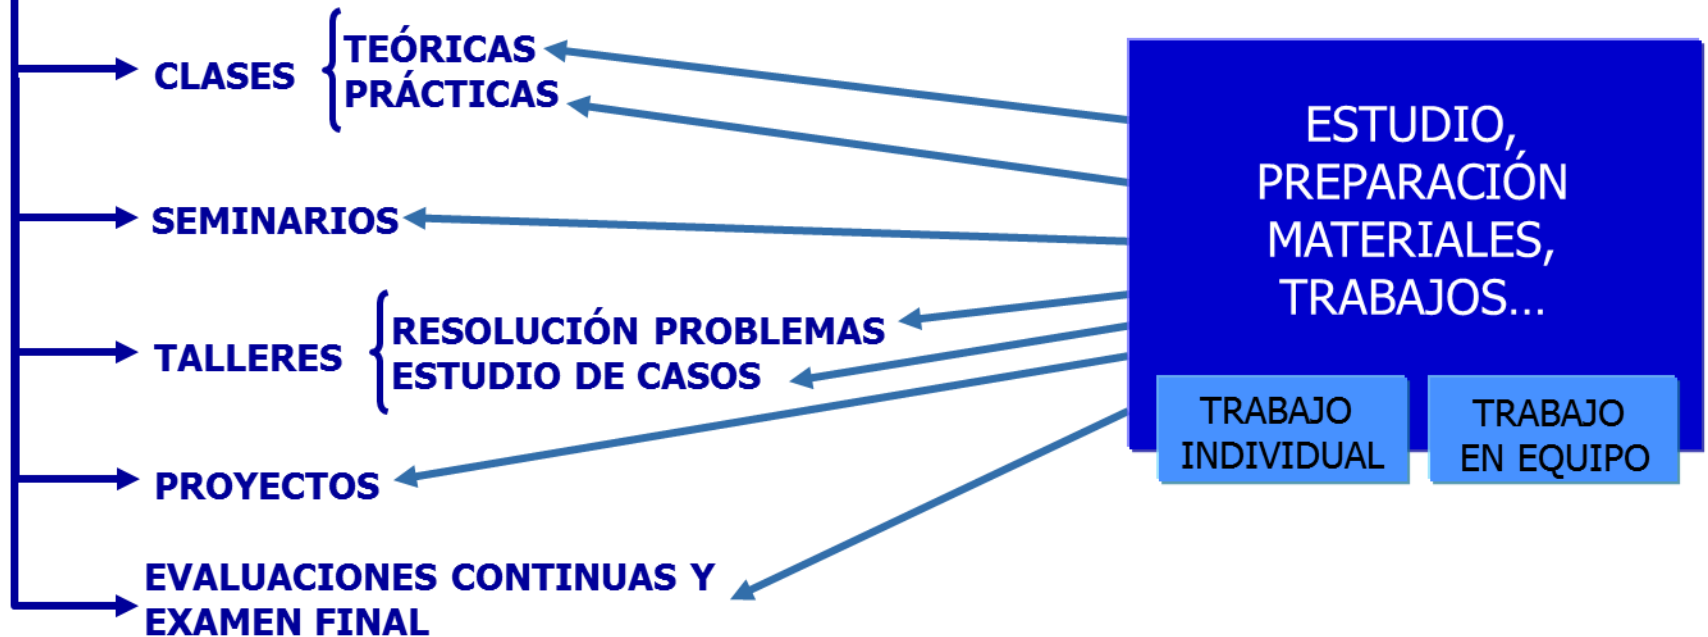 CLASES
TEÓRICAS
PRÁCTICAS
SEMINARIOS
TALLERES
RESOLUCIÓN PROBLEMAS
ESTUDIO DE CASOS
PROYECTOS
EVALUACIONES CONTINUAS Y
EXAMEN FINAL
ESTUDIO,
PREPARACIÓN
MATERIALES,
TRABAJOS...
TRABAJO
INDIVIDUAL
TRABAJO
EN EQUIPO